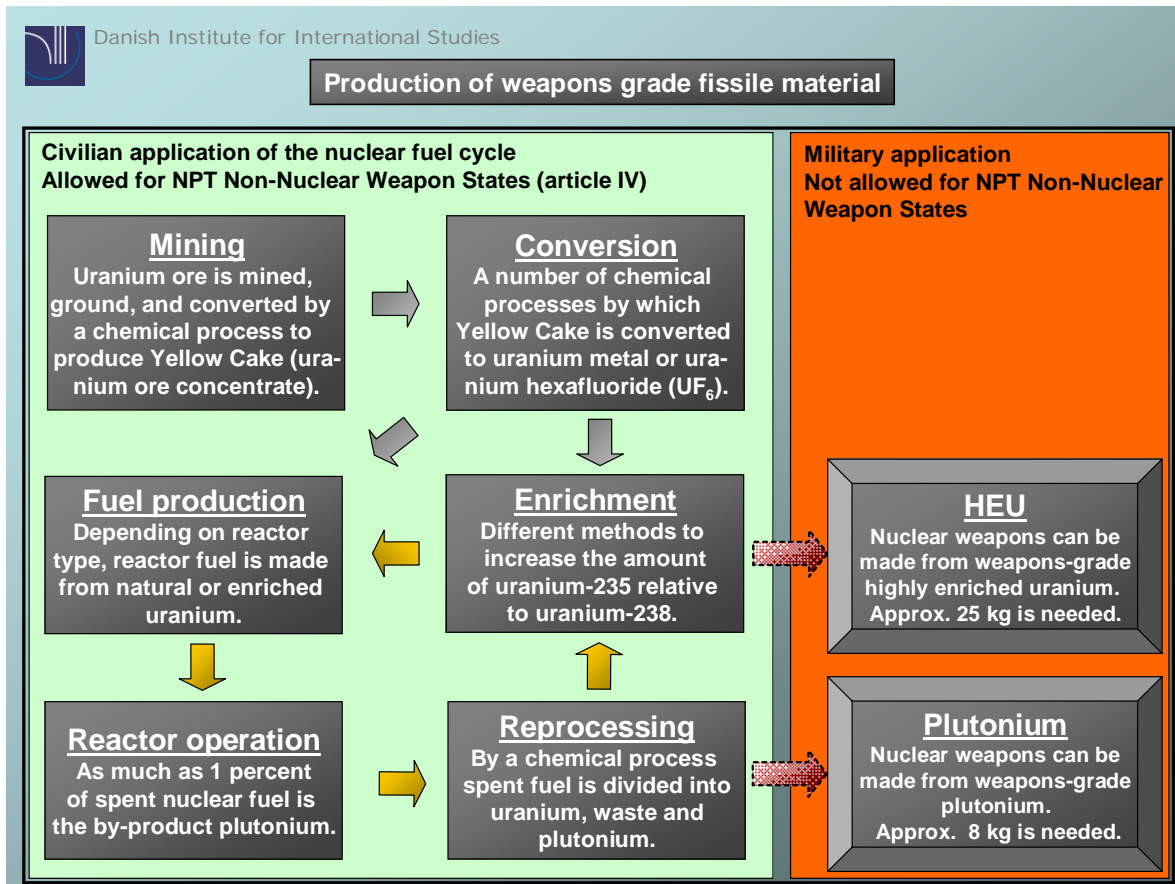 Danish Institute for International Studies
Production of weapons grade fissile material
Civilian application of the nuclear fuel cycle
Allowed for NPT Non-Nuclear Weapon States (article IV)
Military application
Not allowed for NPT Non-Nuclear
Weapon States
Mining
Uranium ore is mined,
ground, and converted by
a chemical process to
produce Yellow Cake (ura-
nium ore concentrate).
Conversion
A number of chemical
processes by which
Yellow Cake is converted
to uranium metal or ura-
nium hexafluoride (UF₆).
Fuel production
Depending on reactor
type, reactor fuel is made
from natural or enriched
uranium.
Enrichment
Different methods to
increase the amount
of uranium-235 relative
to uranium-238.
HEU
Nuclear weapons can be
made from weapons-grade
highly enriched uranium.
Approx. 25 kg is needed.
Reactor operation
As much as 1 percent
of spent nuclear fuel is
the by-product plutonium.
Reprocessing
By a chemical process
spent fuel is divided into
uranium, waste and
plutonium.
Plutonium
Nuclear weapons can be
made from weapons-grade
plutonium.
Approx. 8 kg is needed.